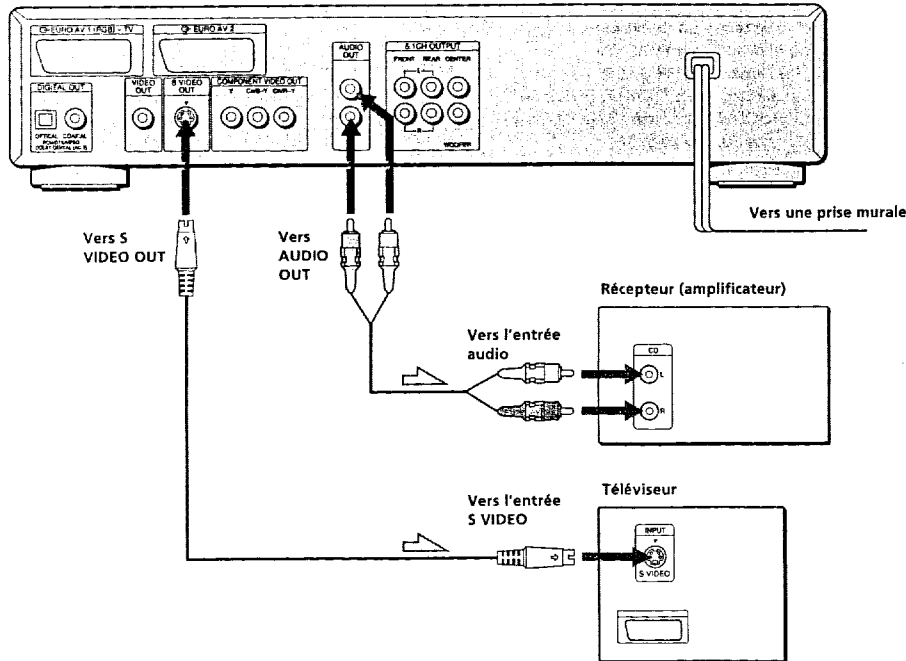 EURO AV 1 (RGB) - TV
EURO AV 2
AUDIO
OUT
5.1CH OUTPUT
FRONT REAR CENTER
L
R
WOOFER
DIGITAL OUT
OPTICAL COAXIAL
VIDEO
OUT
S VIDEO
OUT
COMPONENT VIDEO OUT
Y
Vers une prise murale
Vers S
VIDEO OUT
Vers
AUDIO
OUT
Récepteur (amplificateur)
Vers l'entrée
audio
CD
L
R
Vers l'entrée
S VIDEO
Téléviseur
INPUT
S VIDEO